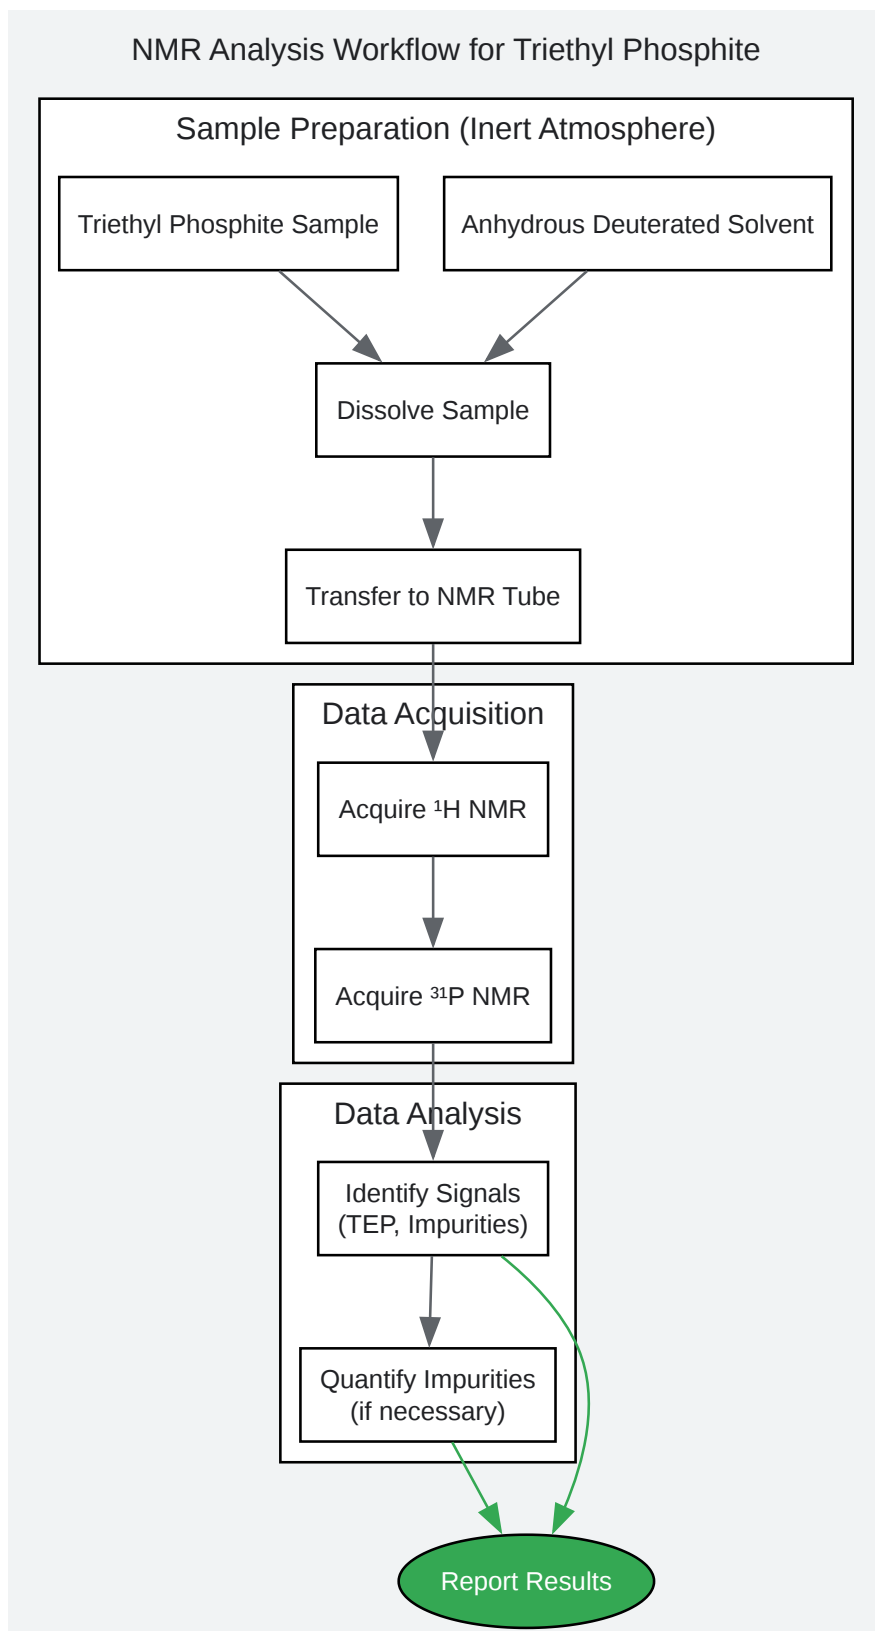 NMR Analysis Workflow for Triethyl Phosphite
Sample Preparation (Inert Atmosphere)
Triethyl Phosphite Sample
Anhydrous Deuterated Solvent
Dissolve Sample
Transfer to NMR Tube
Data Acquisition
Acquire ¹H NMR
Acquire ³¹P NMR
Data Analysis
Identify Signals
(TEP, Impurities)
Quantify Impurities
(if necessary)
Report Results